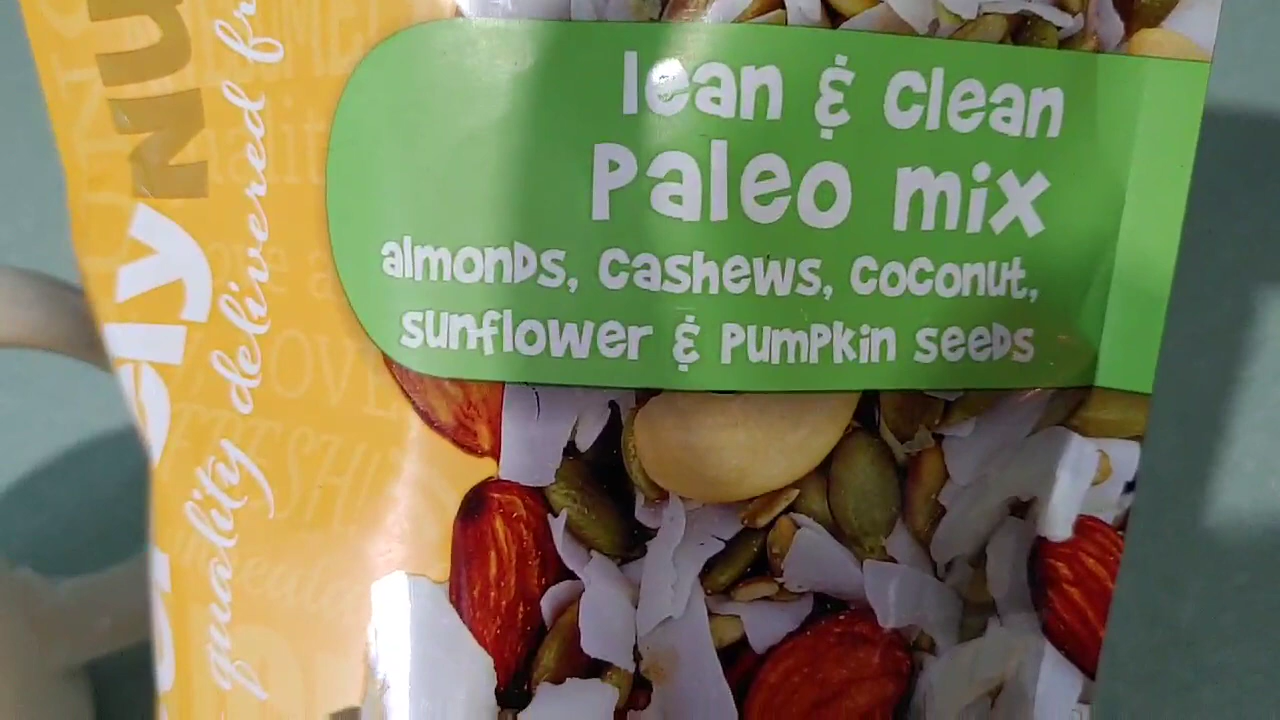 lean & clean
Paleo mix
almonds, cashews, coconut,
sunflower & pumpkin seeds
quality delivered